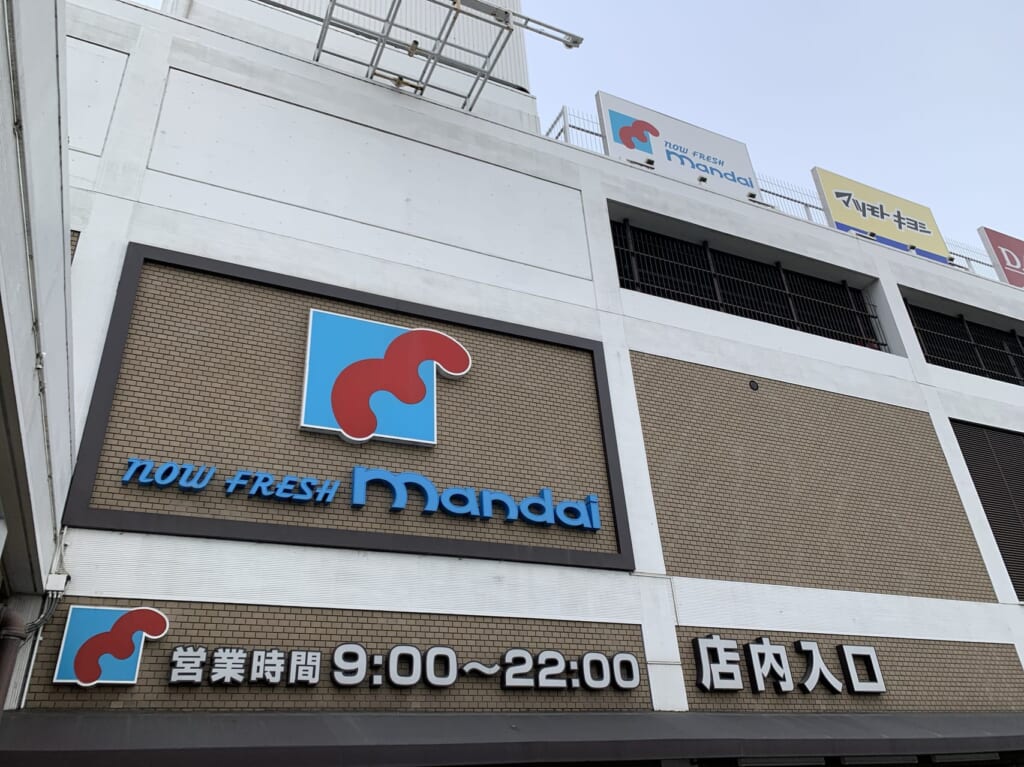 now FRESH
mandai
マツモトキヨシ
now FRESH mandai
営業時間 9:00～22:00
店内入口